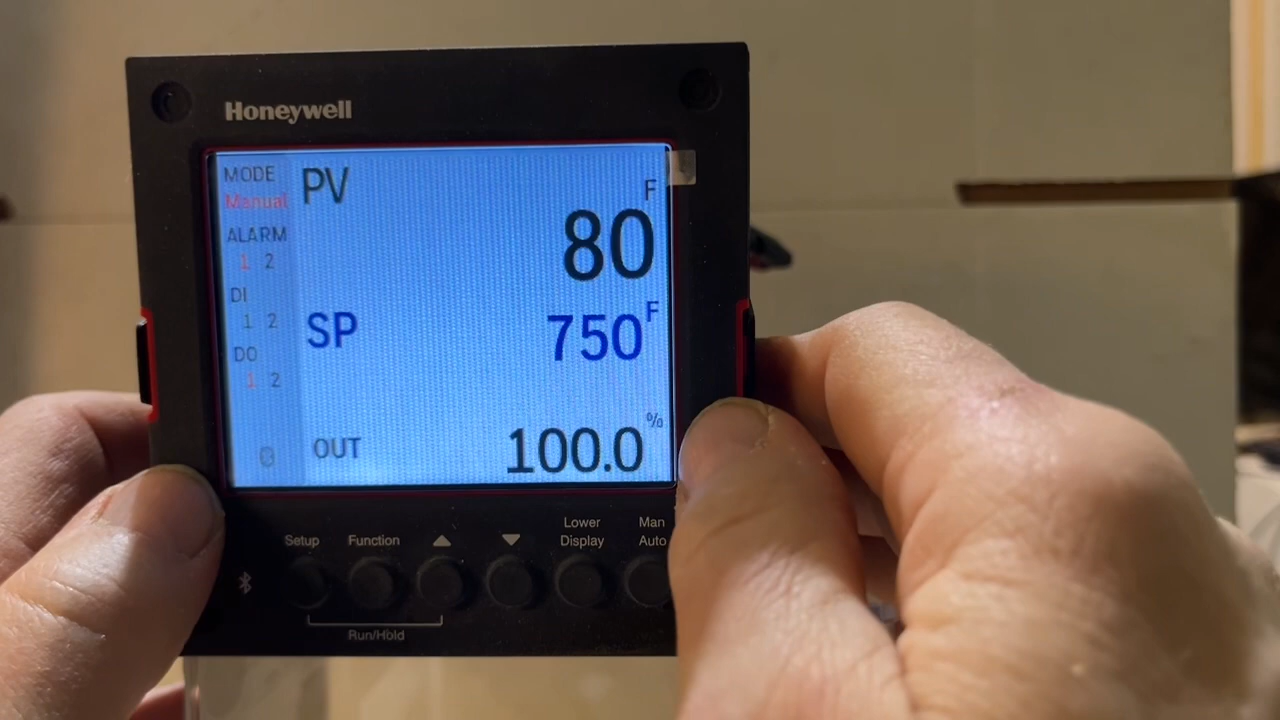 Honeywell
MODE
Manual
PV
F
80
ALARM
1 2
DI
1 2
SP
750 F
DO
1 2
OUT
100.0 %
0
Setup
Function
Lower
Display
Man
Auto
Run/Hold